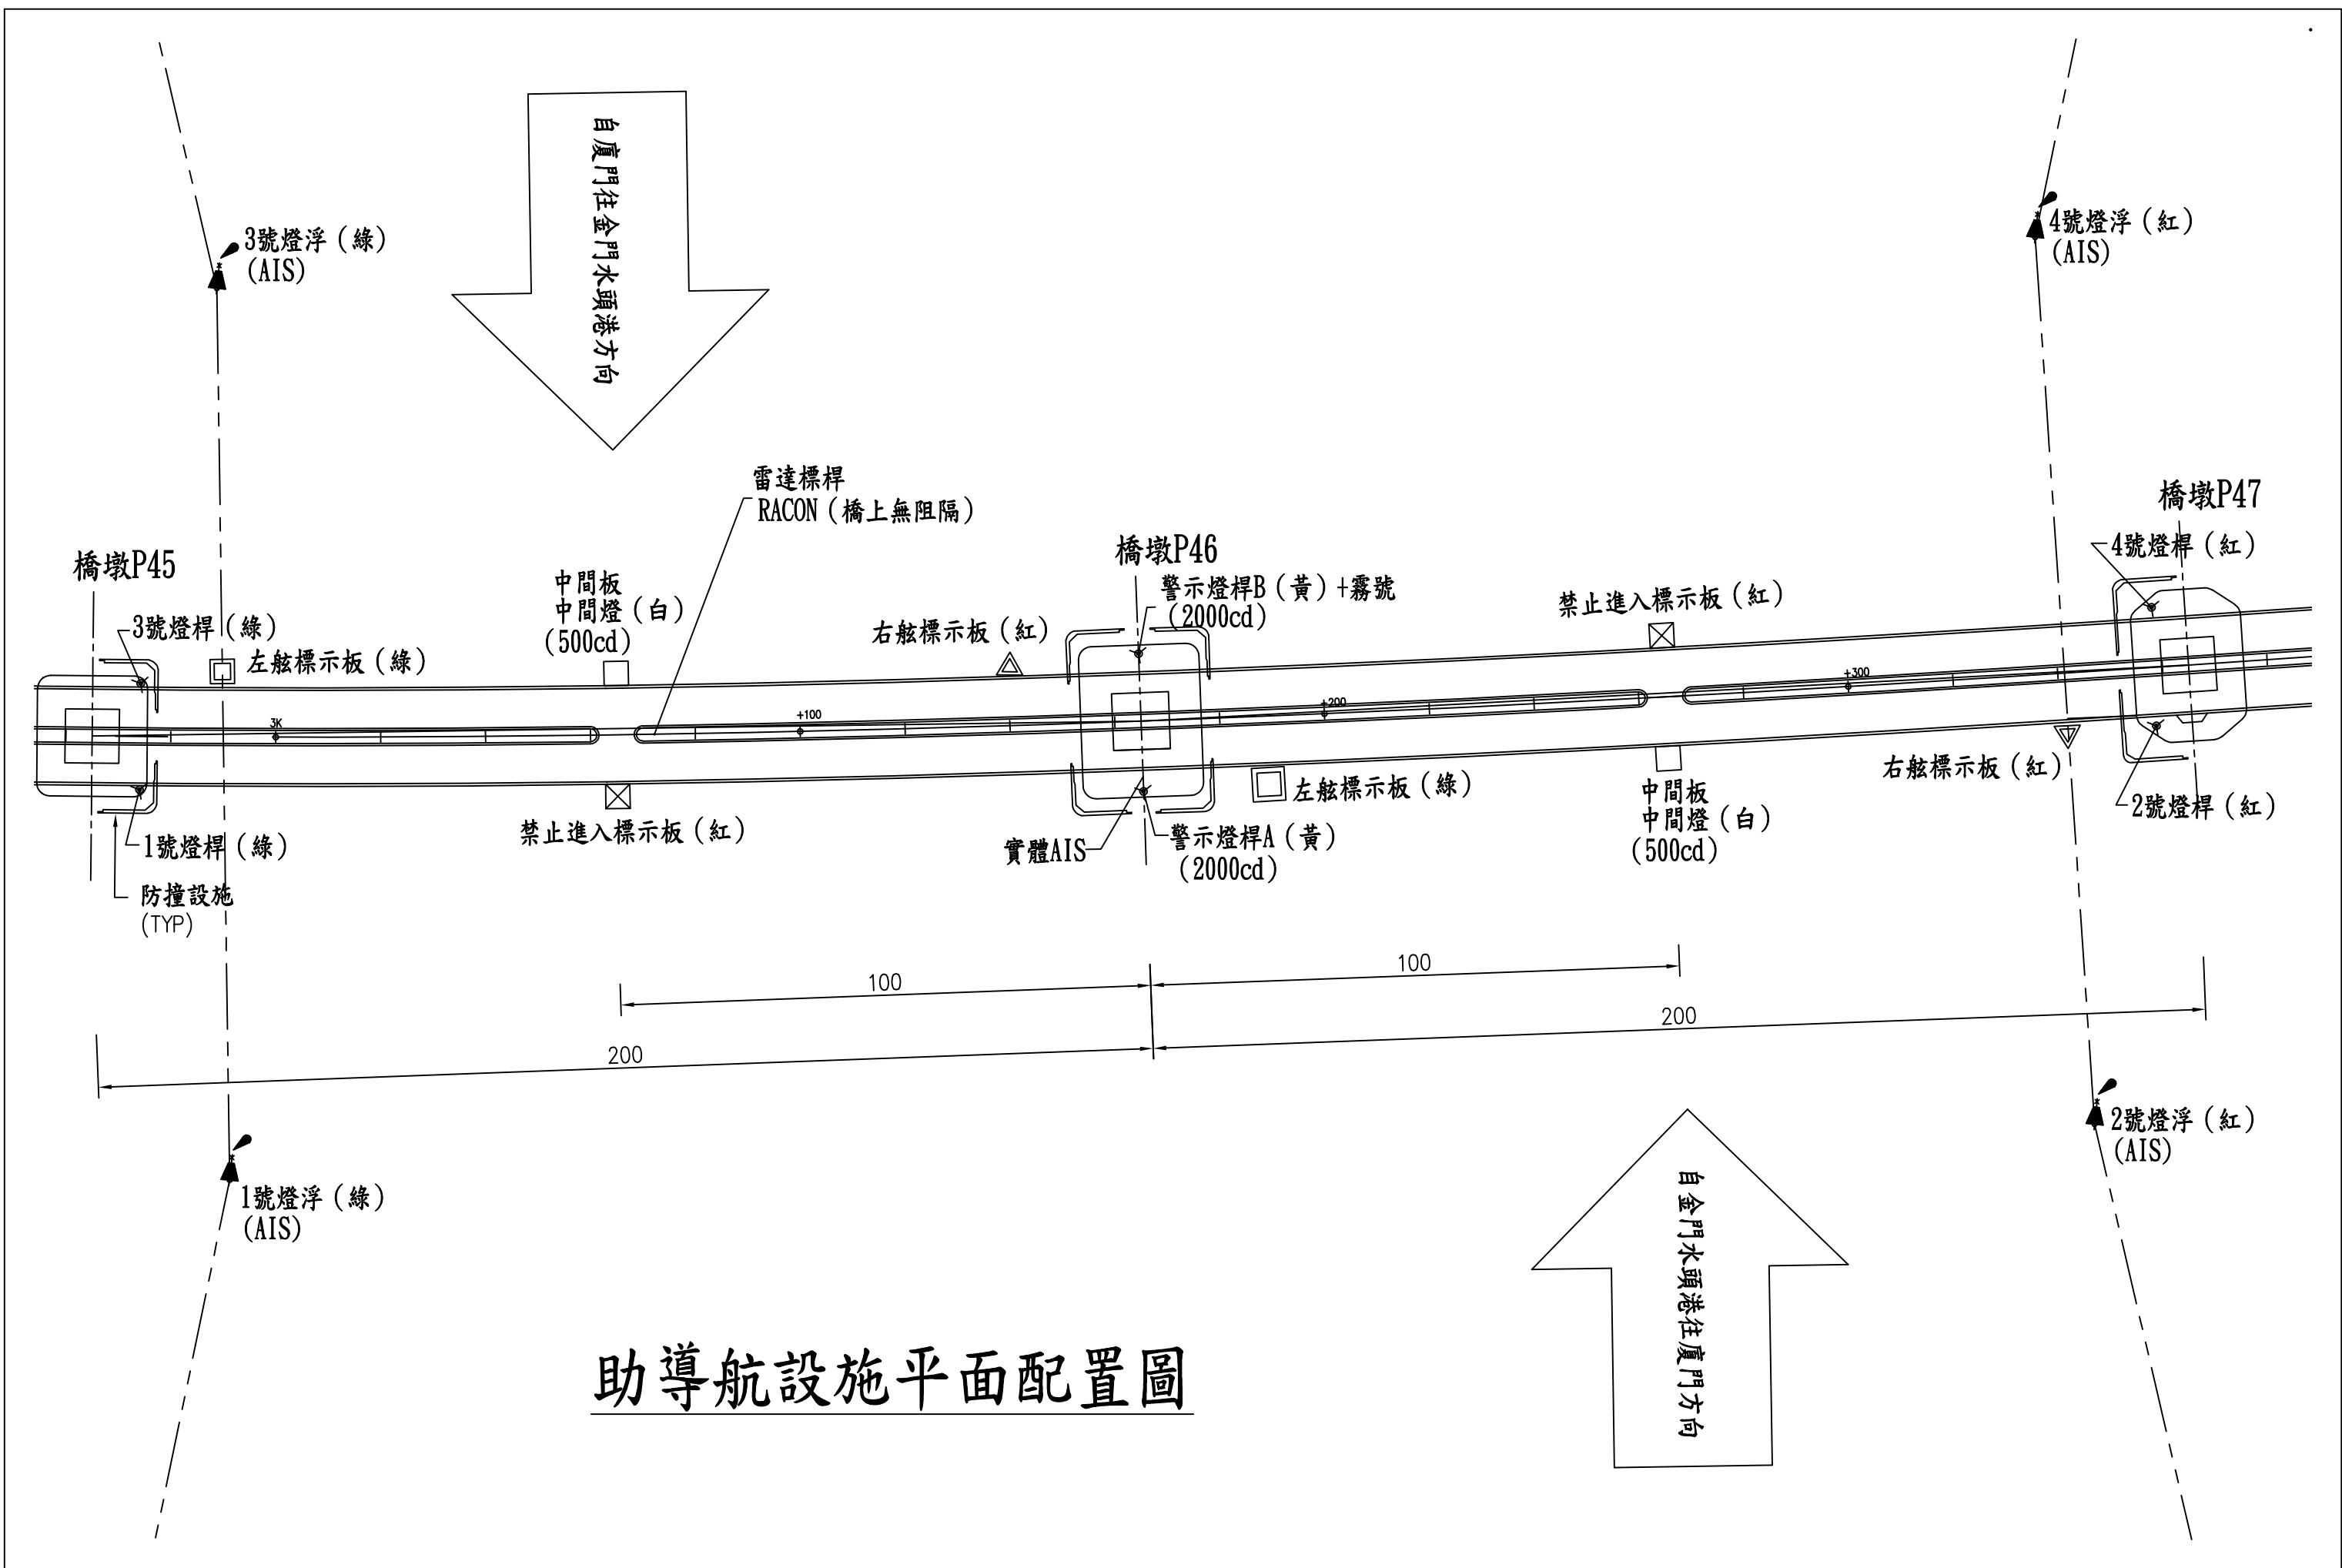 自廈門往金門水頭港方向
3號燈浮（綠）
(AIS)
4號燈浮（紅）
(AIS)
雷達標桿
RACON（橋上無阻隔）
橋墩P45
橋墩P46
橋墩P47
3號燈桿（綠）
左舷標示板（綠）
中間板
中間燈（白）
（500cd）
右舷標示板（紅）
警示燈桿B（黃）+霧號
（2000cd）
禁止進入標示板（紅）
4號燈桿（紅）
3K
+100
+200
+300
1號燈桿（綠）
防撞設施
(TYP)
禁止進入標示板（紅）
實體AIS
警示燈桿A（黃）
（2000cd）
左舷標示板（綠）
中間板
中間燈（白）
（500cd）
右舷標示板（紅）
2號燈桿（紅）
100
100
200
200
1號燈浮（綠）
(AIS)
2號燈浮（紅）
(AIS)
自金門水頭港往廈門方向
助導航設施平面配置圖